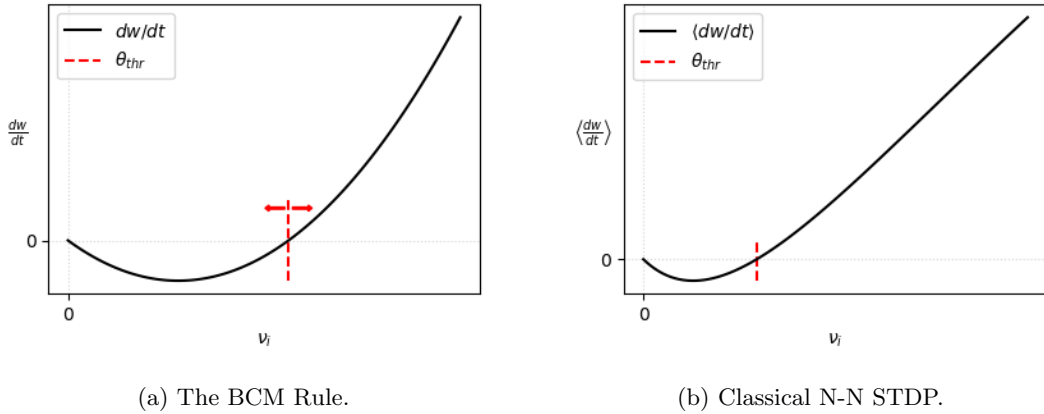 dw/dt
θ_thr
dw/dt
0
0
ν_i
(a) The BCM Rule.
⟨dw/dt⟩
θ_thr
⟨dw/dt⟩
0
0
ν_i
(b) Classical N-N STDP.